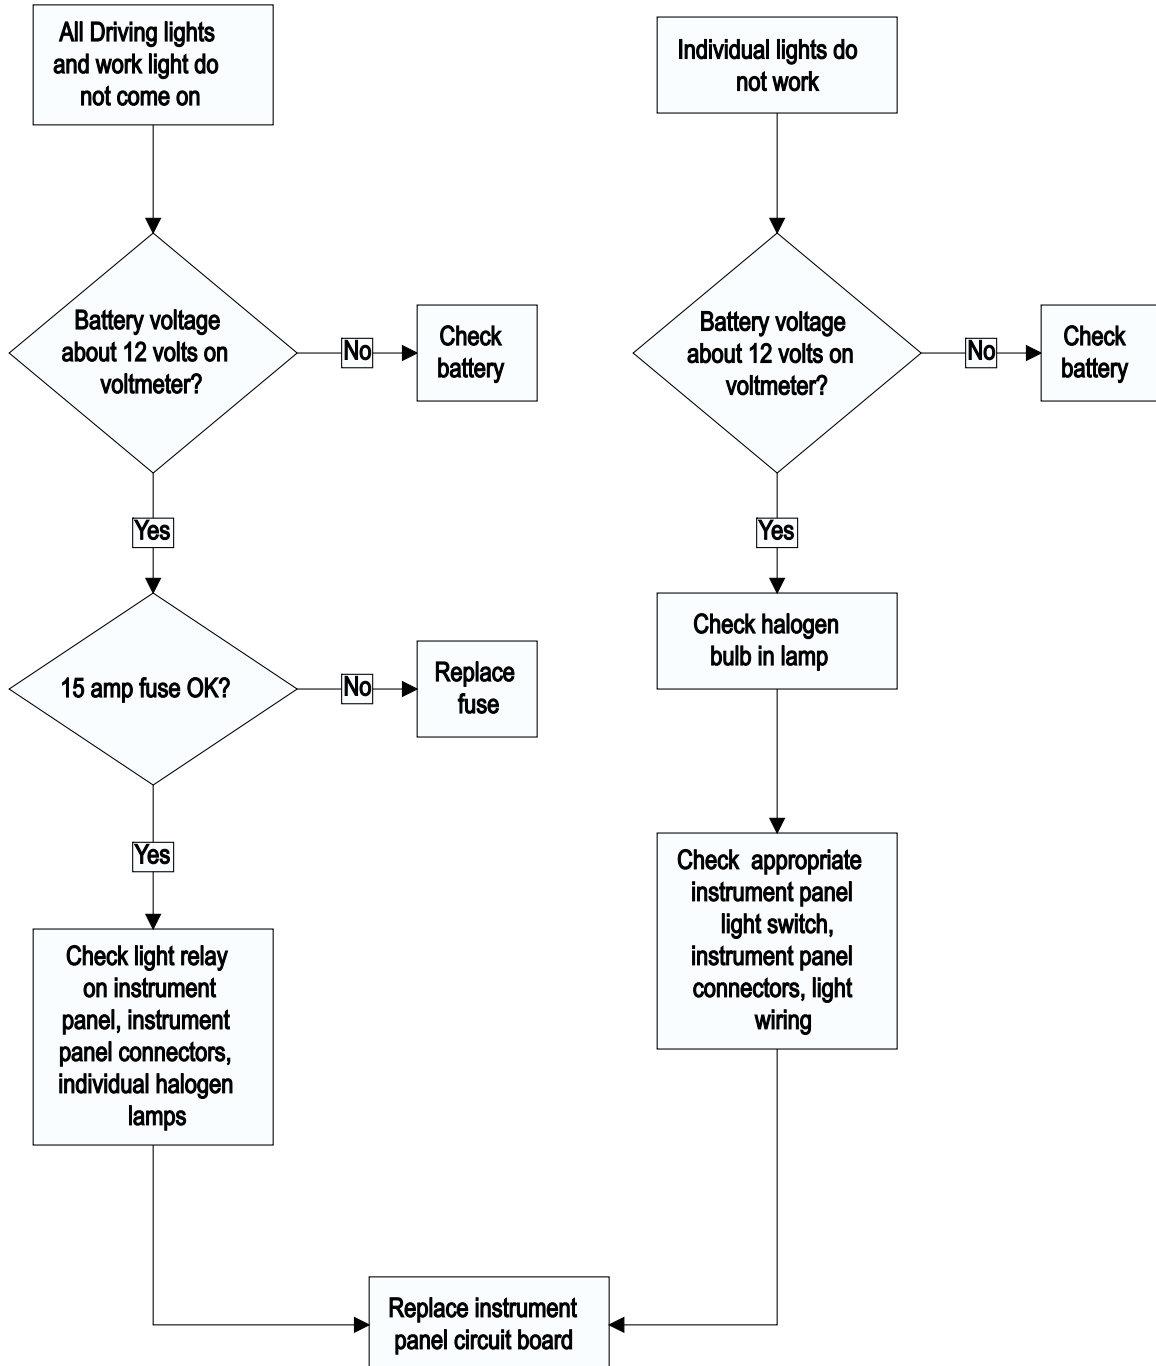 All Driving lights
and work light do
not come on
Battery voltage
about 12 volts on
voltmeter?
No
Check
battery
Yes
15 amp fuse OK?
No
Replace
fuse
Yes
Check light relay
on instrument
panel, instrument
panel connectors,
individual halogen
lamps
Individual lights do
not work
Battery voltage
about 12 volts on
voltmeter?
No
Check
battery
Yes
Check halogen
bulb in lamp
Check appropriate
instrument panel
light switch,
instrument panel
connectors, light
wiring
Replace instrument
panel circuit board